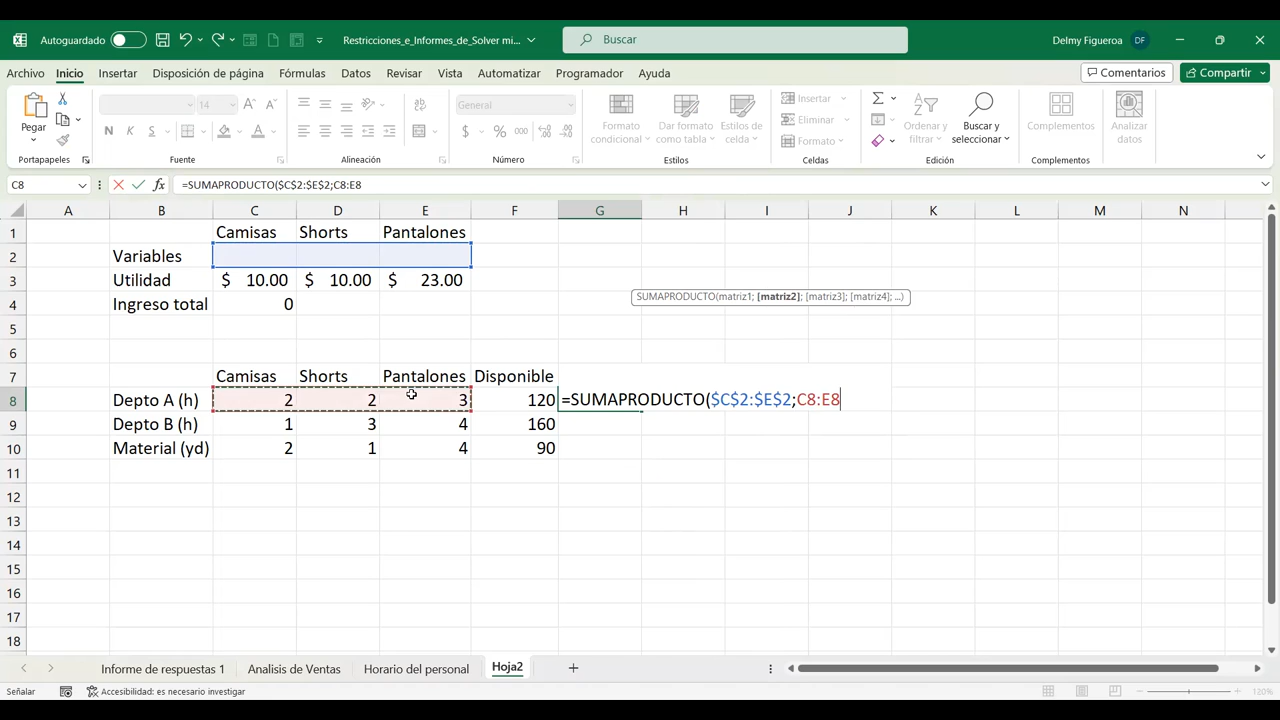 Autoguardado Restricciones_e_Informes_de_Solver mi... Buscar Delmy Figueroa DF
Archivo Inicio Insertar Disposición de página Fórmulas Datos Revisar Vista Automatizar Programador Ayuda Comentarios Compartir
Pegar
14
N K S
General
$ % 000
Formato condicional
Dar formato a tabla
Estilos de celda
Insertar
Eliminar
Formato
Ordenar y filtrar
Buscar y seleccionar
Complementos
Analizar datos
Portapapeles Fuente Alineación Número Estilos Celdas Edición Complementos
C8 fx =SUMAPRODUCTO($C$2:$E$2;C8:E8
A B C D E F G H I J K L M N
1 Camisas Shorts Pantalones
2 Variables
3 Utilidad $ 10.00 $ 10.00 $ 23.00
4 Ingreso total 0 SUMAPRODUCTO(matriz1; [matriz2]; [matriz3]; [matriz4]; ...)
5
6
7 Camisas Shorts Pantalones Disponible
8 Depto A (h) 2 2 3 120 =SUMAPRODUCTO($C$2:$E$2;C8:E8
9 Depto B (h) 1 3 4 160
10 Material (yd) 2 1 4 90
11
12
13
14
15
16
17
18
Informe de respuestas 1 Analisis de Ventas Horario del personal Hoja2
Señalar Accesibilidad: es necesario investigar 120%